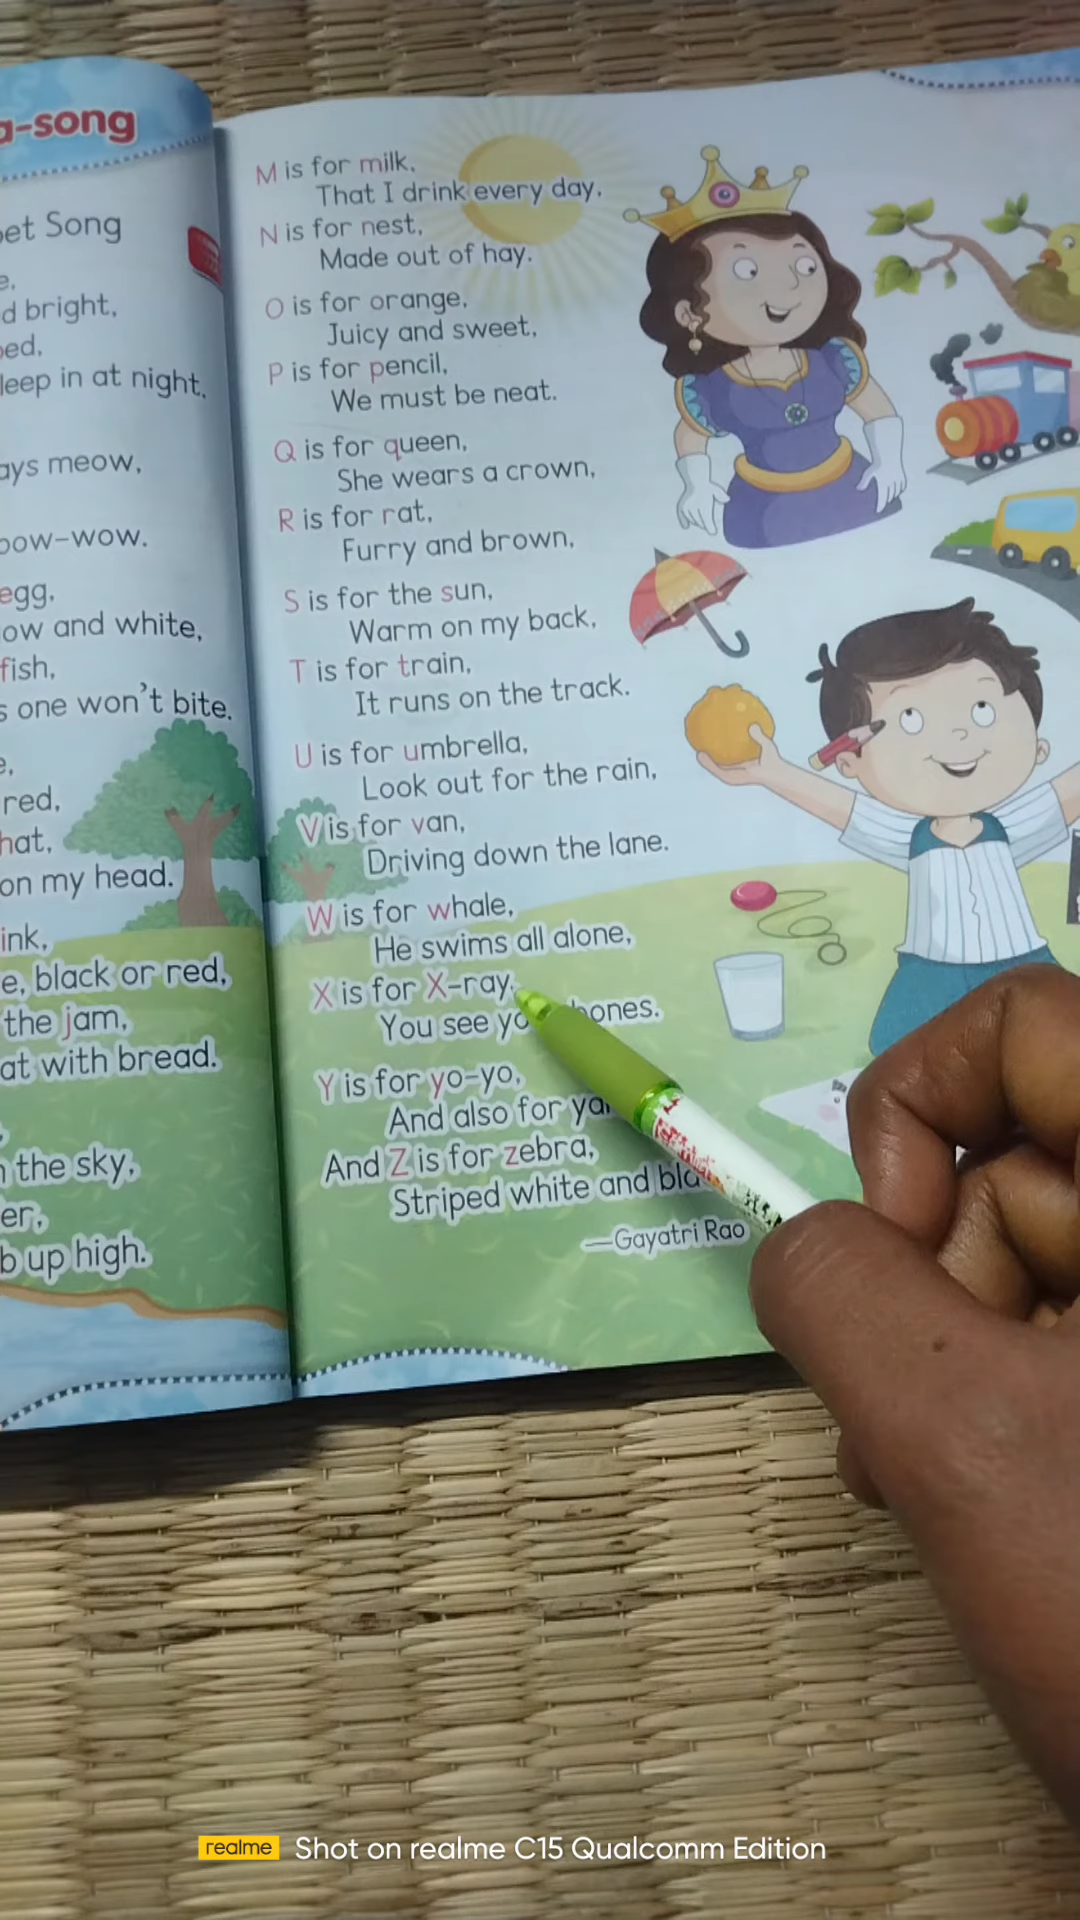 a-song
et Song
d bright,
leep in at night.
ays meow,
bow-wow.
egg,
ow and white,
fish,
s one won't bite.
red,
hat,
on my head.
ink,
e, black or red,
the jam,
at with bread.
the sky,
er,
b up high.
M is for milk,
That I drink every day,
N is for nest,
Made out of hay.
O is for orange,
Juicy and sweet,
P is for pencil,
We must be neat.
Q is for queen,
She wears a crown,
R is for rat,
Furry and brown,
S is for the sun,
Warm on my back,
T is for train,
It runs on the track.
U is for umbrella,
Look out for the rain,
V is for van,
Driving down the lane.
W is for whale,
He swims all alone,
X is for X-ray,
You see bones.
Y is for yo-yo,
And also for
And Z is for zebra,
Striped white and
—Gayatri Rao
realme Shot on realme C15 Qualcomm Edition